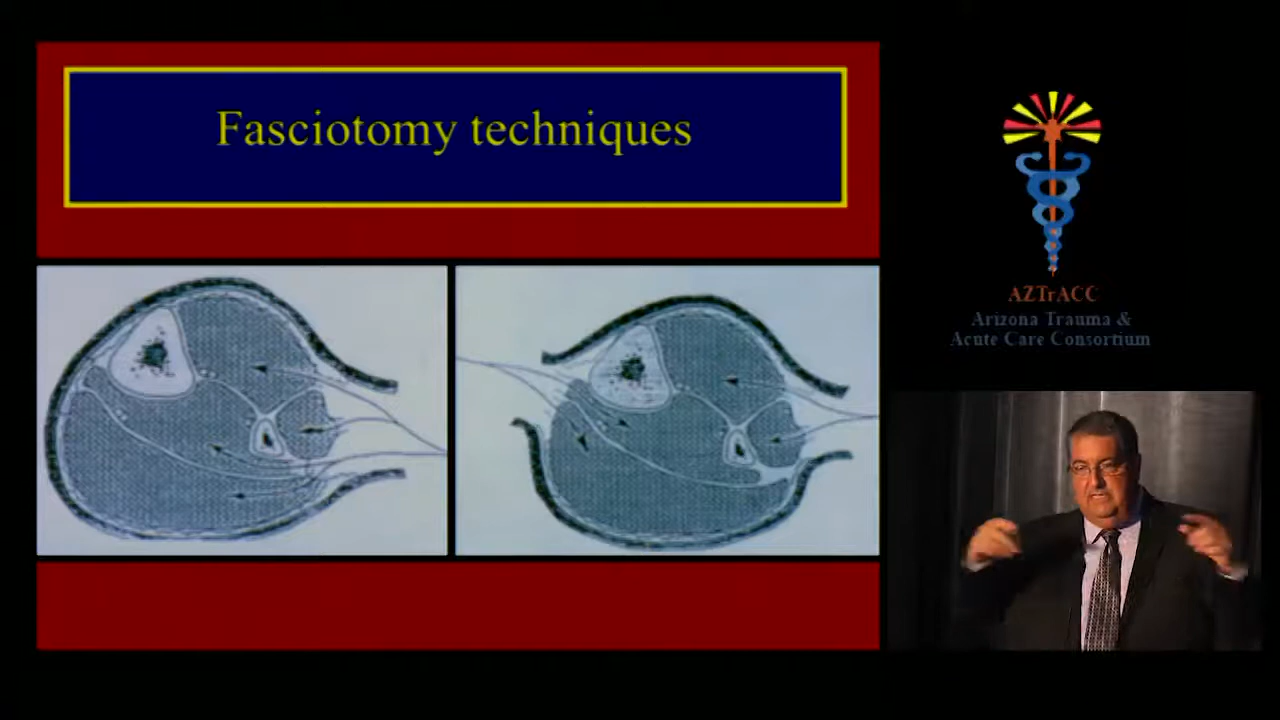 Fasciotomy techniques
AZTrACC
Arizona Trauma &
Acute Care Consortium